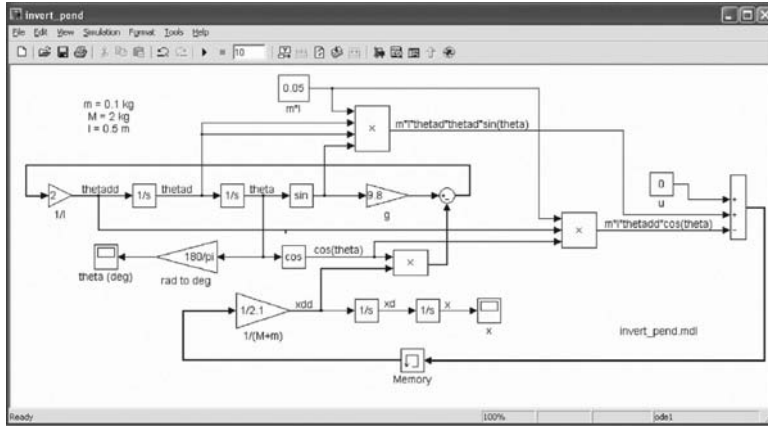 invert_pend
File Edit View Simulation Format Tools Help
10
m = 0.1 kg
M = 2 kg
l = 0.5 m
0.05
m*l
×
m*l*thetad*thetad*sin(theta)
2
1/l
thetadd
1/s
thetad
1/s
theta
sin
9.8
g
0
u
+
+
−
×
m*l*thetadd*cos(theta)
theta (deg)
180/pi
rad to deg
cos
cos(theta)
×
1/2.1
1/(M+m)
xdd
1/s
xd
1/s
x
x
invert_pend.mdl
Memory
Ready
100%
ode1